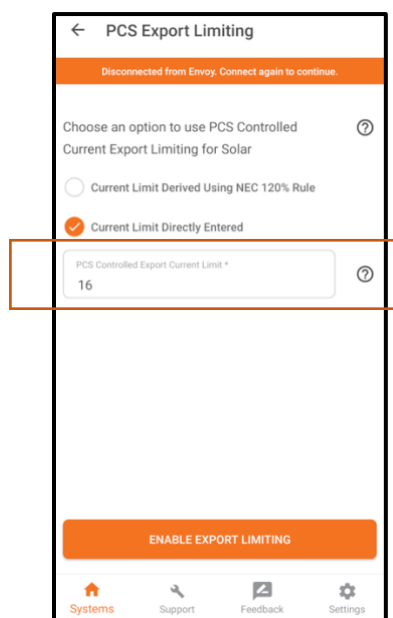 PCS Export Limiting
Disconnected from Envoy. Connect again to continue.
Choose an option to use PCS Controlled
Current Export Limiting for Solar
Current Limit Derived Using NEC 120% Rule
Current Limit Directly Entered
PCS Controlled Export Current Limit *
16
ENABLE EXPORT LIMITING
Systems Support Feedback Settings